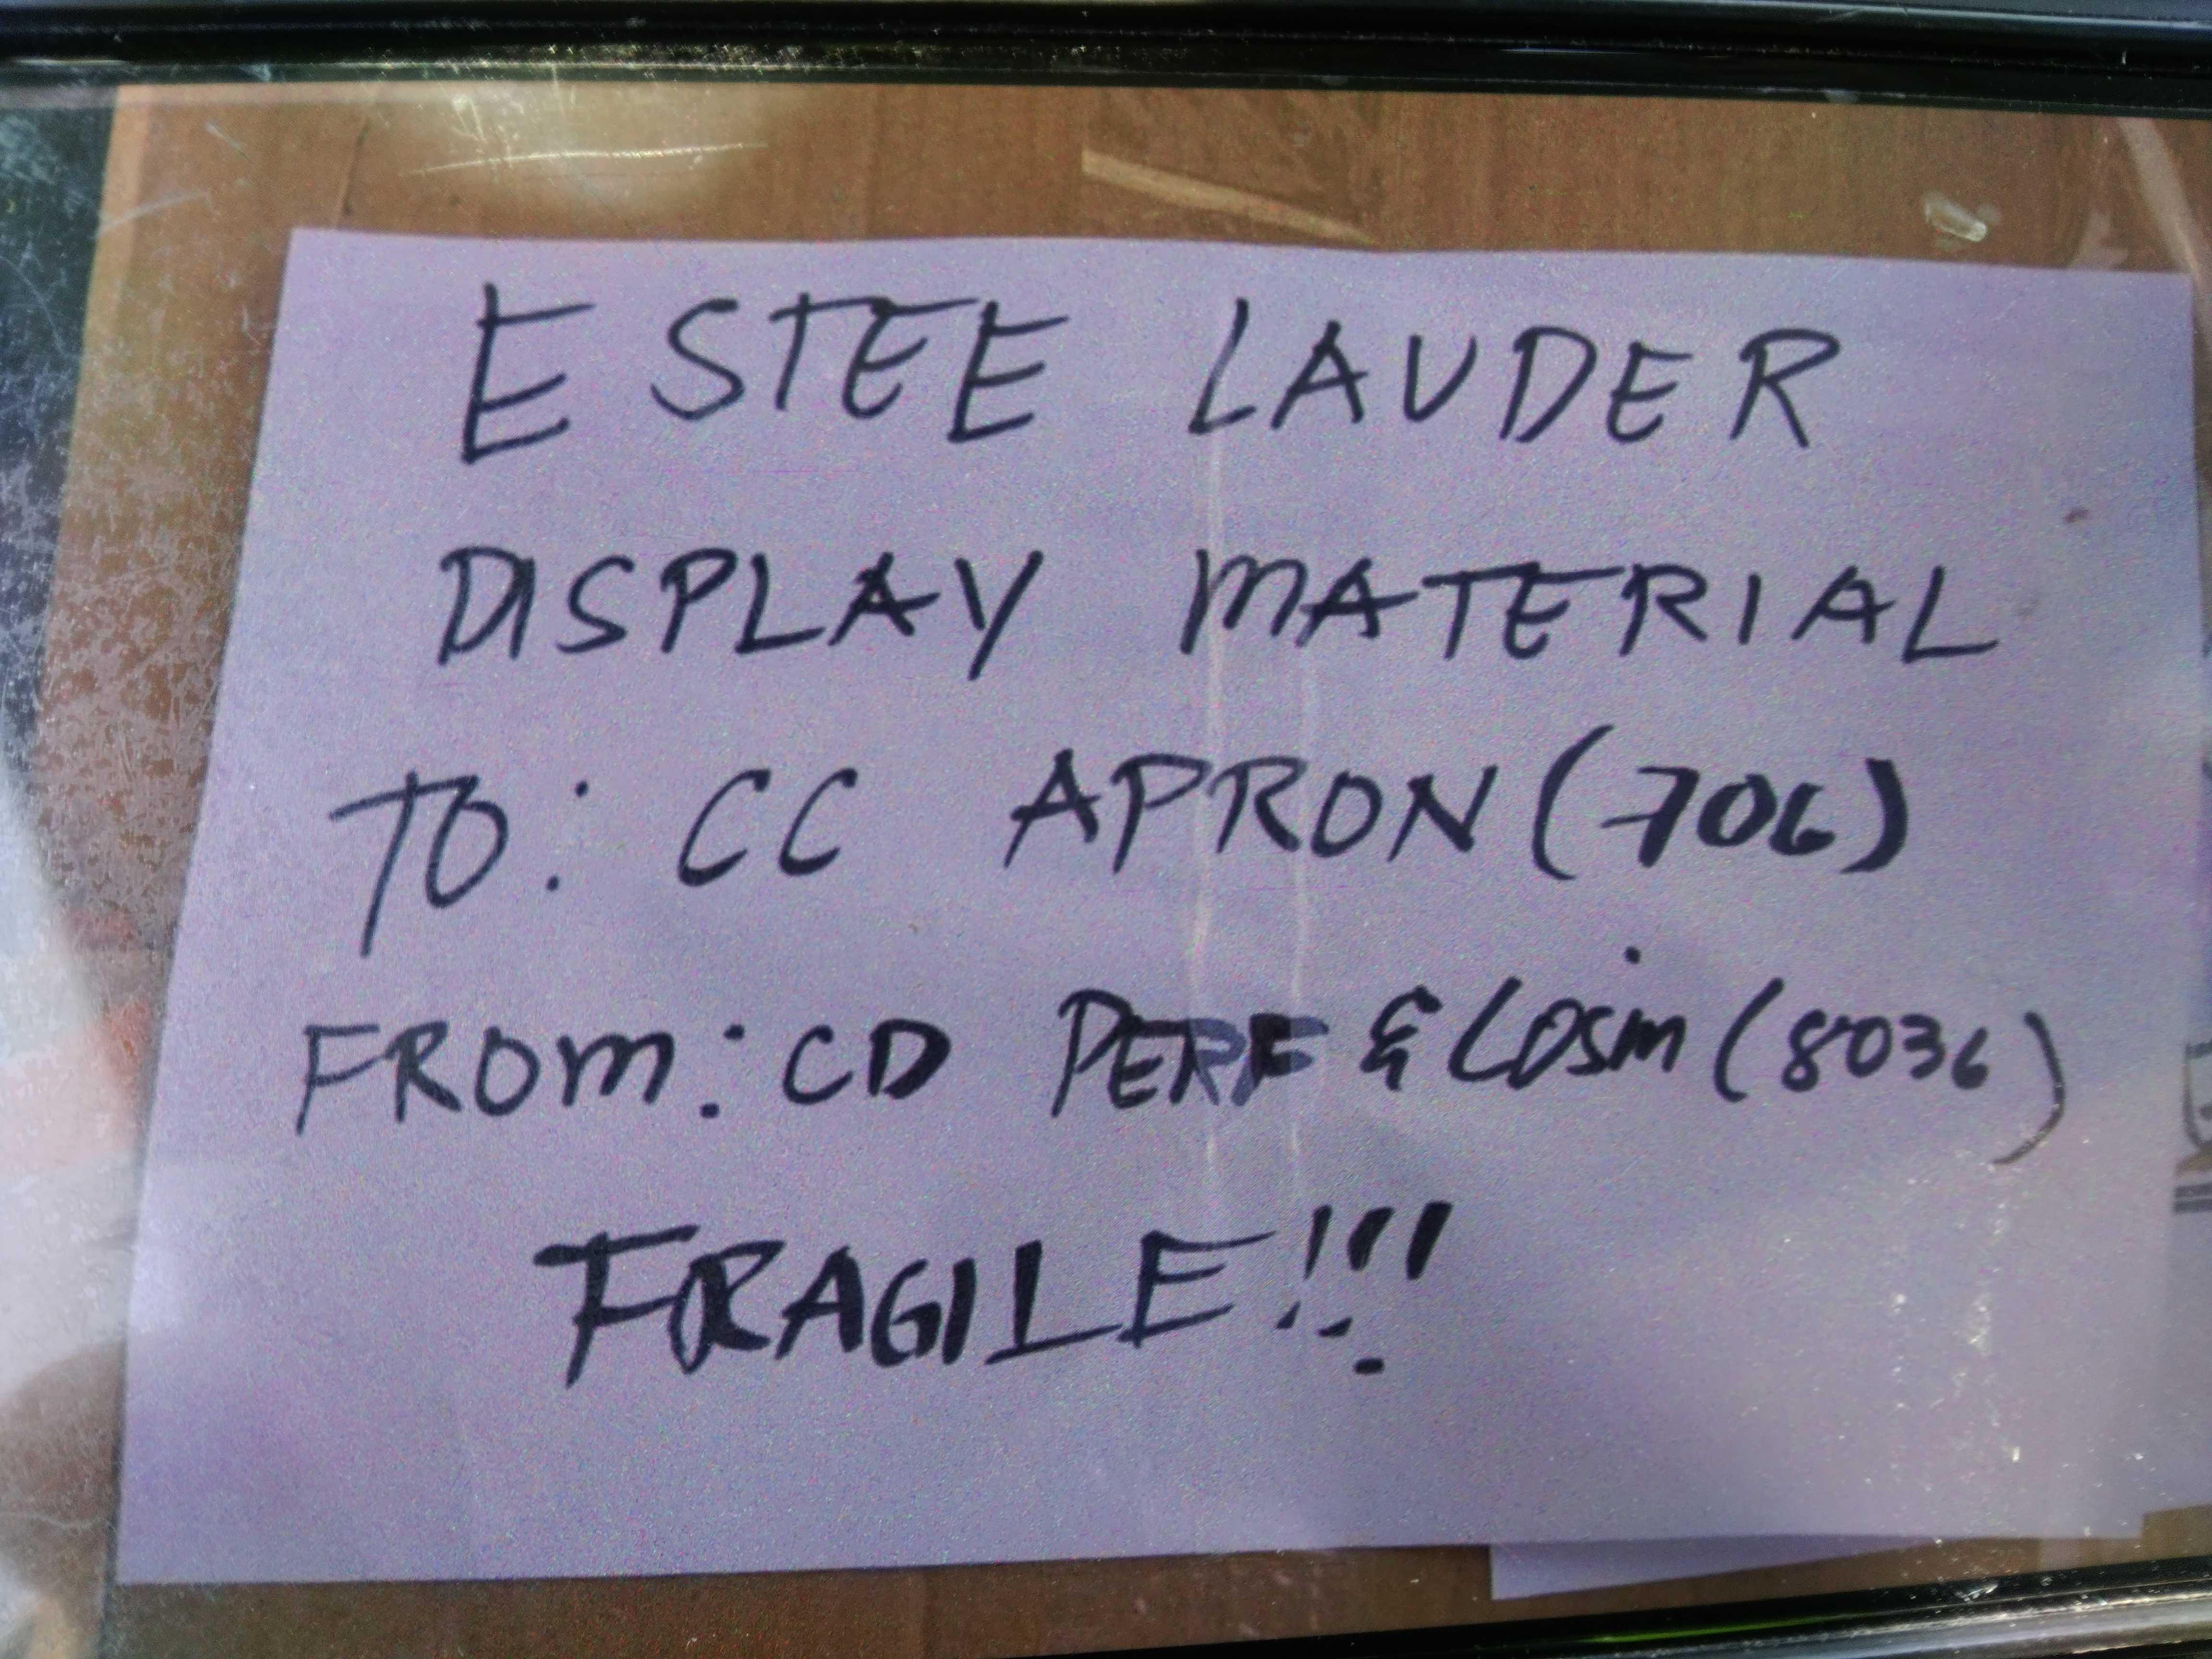 ESTEE LAUDER
DISPLAY MATERIAL
TO: CC APRON (706)
FROM: CD PERF & COSM (8036)
FRAGILE!!!